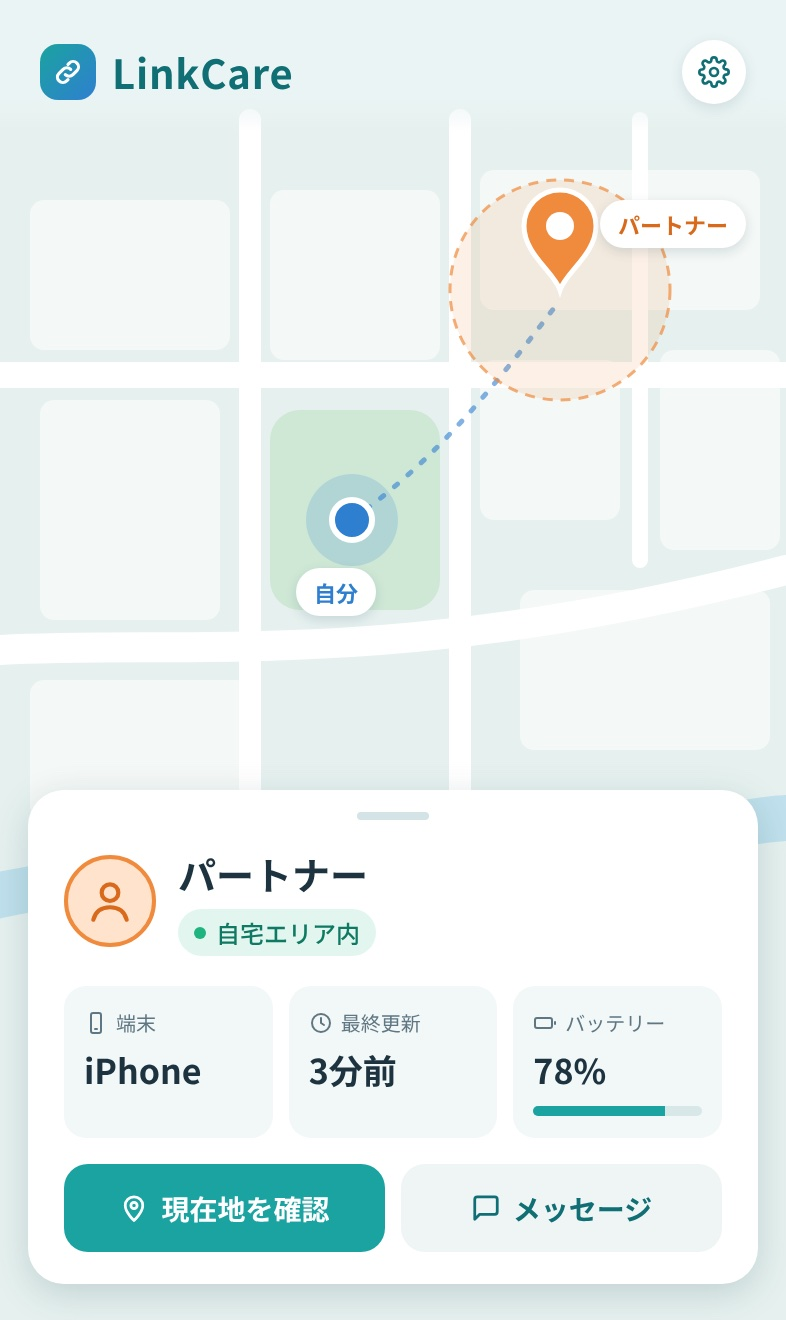 LinkCare
パートナー
自分
パートナー
自宅エリア内
端末
iPhone
最終更新
3分前
バッテリー
78%
現在地を確認
メッセージ